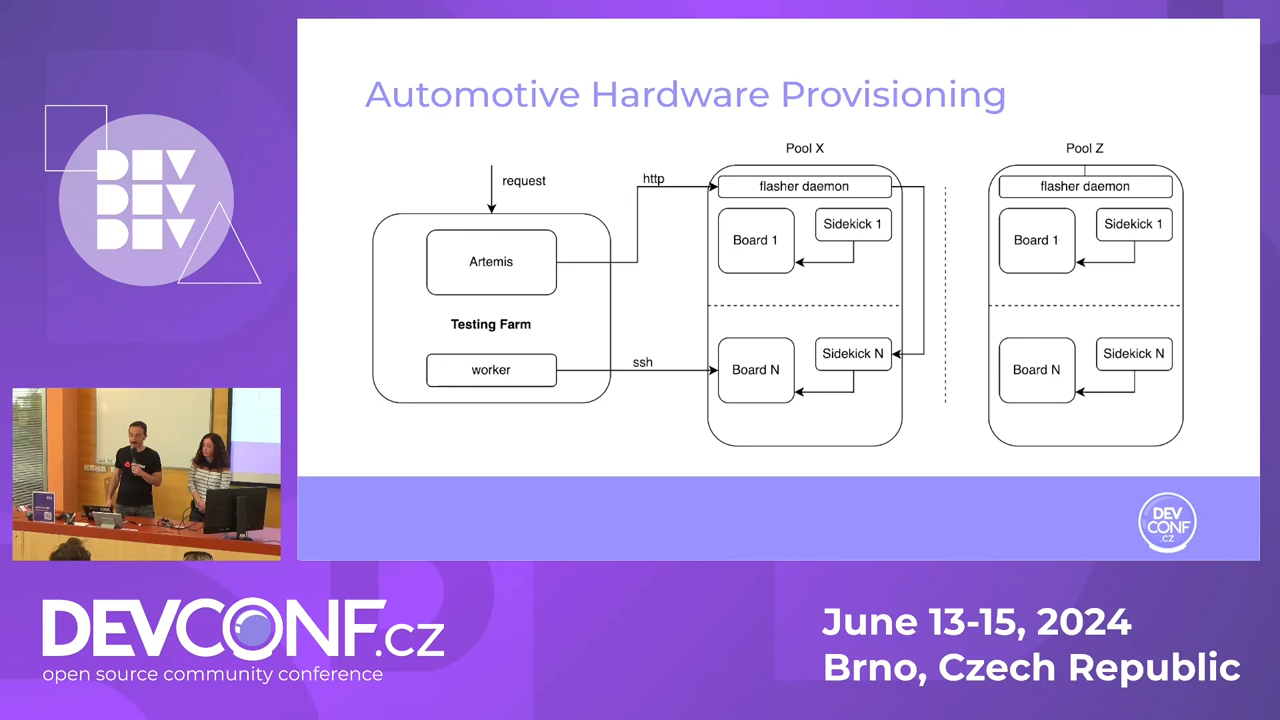 DEV
DEV
DEV
Automotive Hardware Provisioning
request
Artemis
Testing Farm
worker
http
ssh
Pool X
flasher daemon
Board 1
Sidekick 1
Board N
Sidekick N
Pool Z
flasher daemon
Board 1
Sidekick 1
Board N
Sidekick N
DEV
CONF
.CZ
DEVCONF.cz
open source community conference
June 13-15, 2024
Brno, Czech Republic